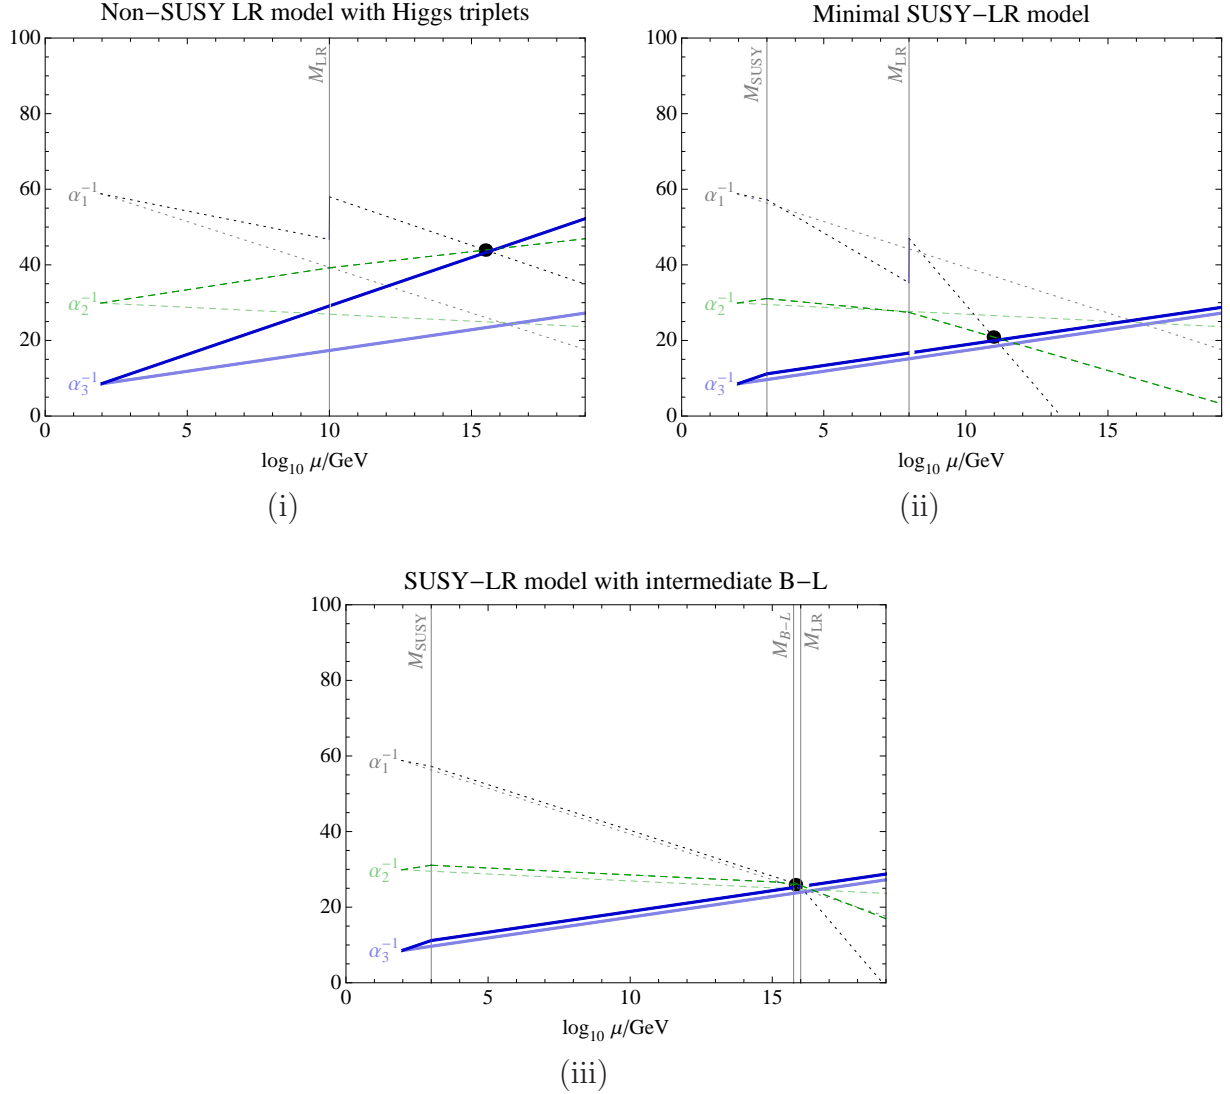 Non−SUSY LR model with Higgs triplets
100
80
60
40
20
0
M_LR
α_1^−1
α_2^−1
α_3^−1
0 5 10 15
log_10 μ/GeV
(i)
Minimal SUSY−LR model
100
80
60
40
20
0
M_SUSY
M_LR
α_1^−1
α_2^−1
α_3^−1
0 5 10 15
log_10 μ/GeV
(ii)
SUSY−LR model with intermediate B−L
100
80
60
40
20
0
M_SUSY
M_B−L
M_LR
α_1^−1
α_2^−1
α_3^−1
0 5 10 15
log_10 μ/GeV
(iii)